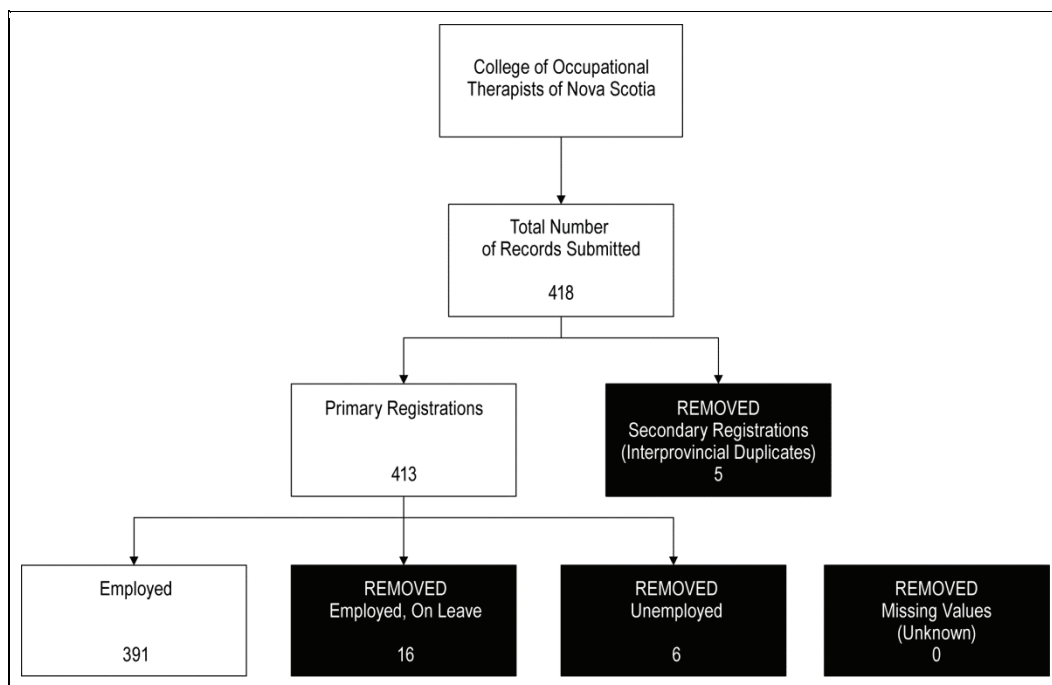 College of Occupational
Therapists of Nova Scotia
Total Number
of Records Submitted
418
Primary Registrations
413
REMOVED
Secondary Registrations
(Interprovincial Duplicates)
5
Employed
391
REMOVED
Employed, On Leave
16
REMOVED
Unemployed
6
REMOVED
Missing Values
(Unknown)
0